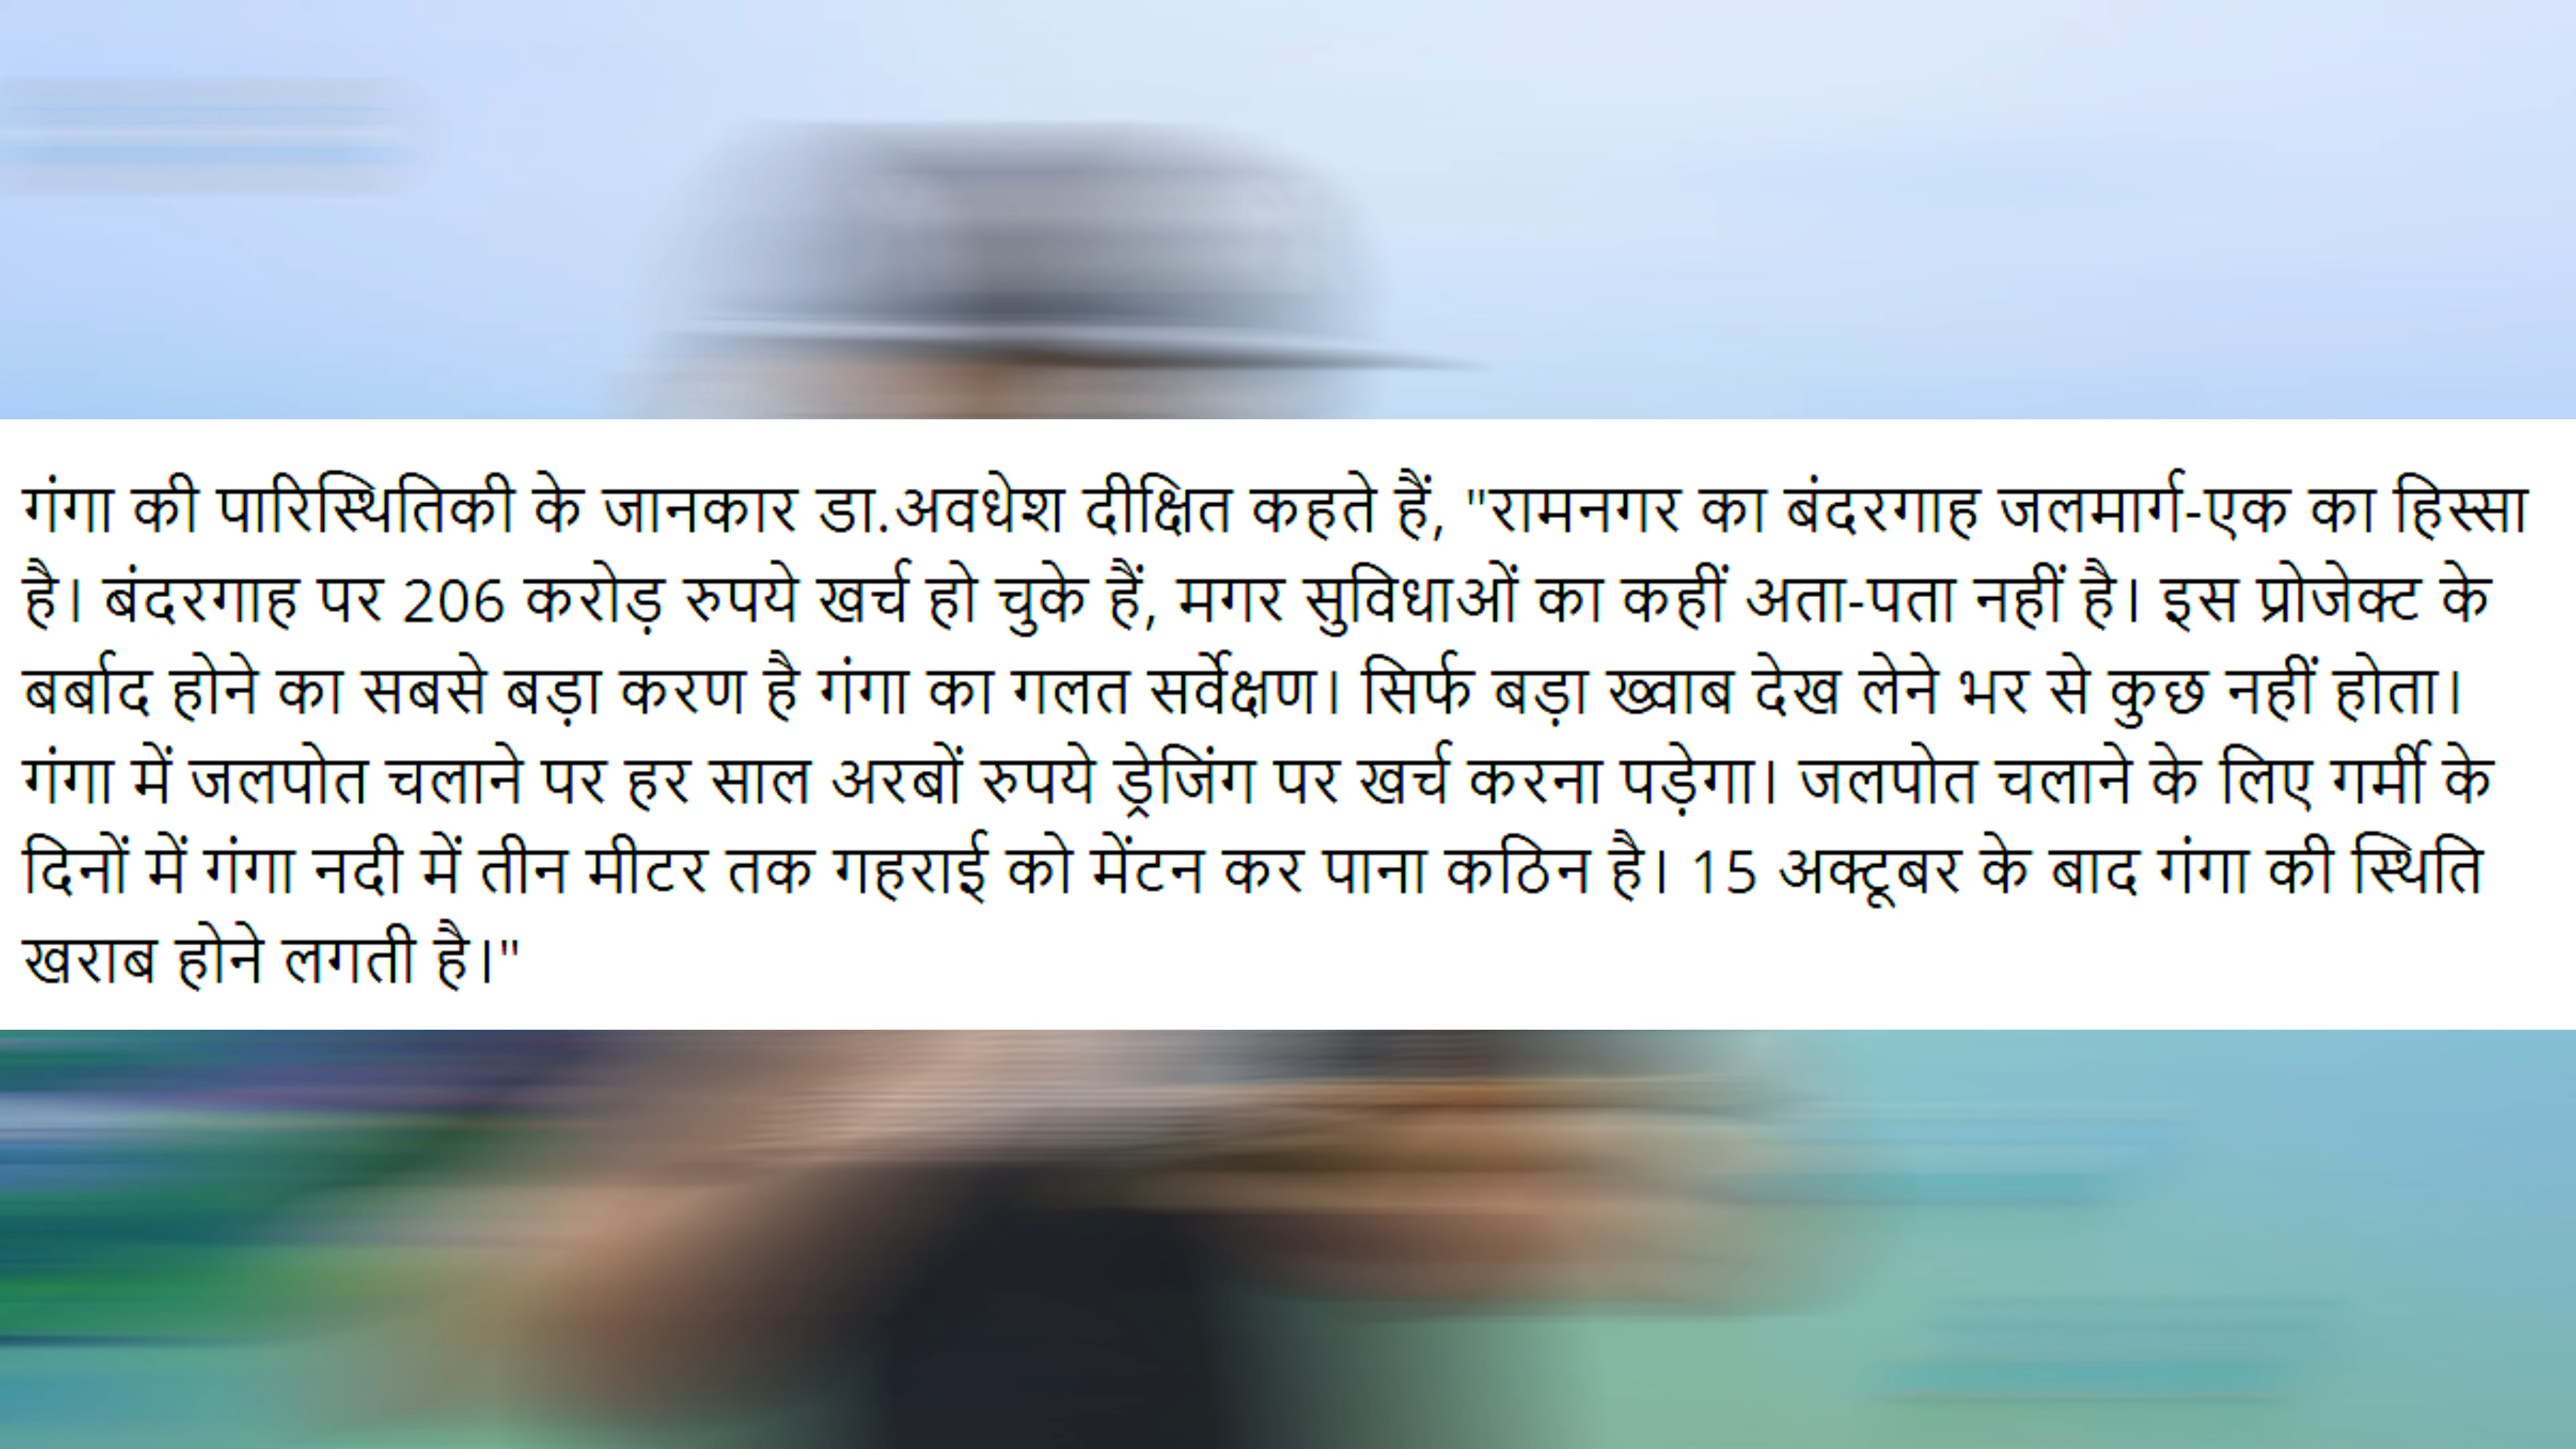 गंगा की पारिस्थितिकी के जानकार डा.अवधेश दीक्षित कहते हैं, "रामनगर का बंदरगाह जलमार्ग-एक का हिस्सा
है। बंदरगाह पर 206 करोड़ रुपये खर्च हो चुके हैं, मगर सुविधाओं का कहीं अता-पता नहीं है। इस प्रोजेक्ट के
बर्बाद होने का सबसे बड़ा करण है गंगा का गलत सर्वेक्षण। सिर्फ बड़ा ख्वाब देख लेने भर से कुछ नहीं होता।
गंगा में जलपोत चलाने पर हर साल अरबों रुपये ड्रेजिंग पर खर्च करना पड़ेगा। जलपोत चलाने के लिए गर्मी के
दिनों में गंगा नदी में तीन मीटर तक गहराई को मेंटन कर पाना कठिन है। 15 अक्टूबर के बाद गंगा की स्थिति
खराब होने लगती है।"